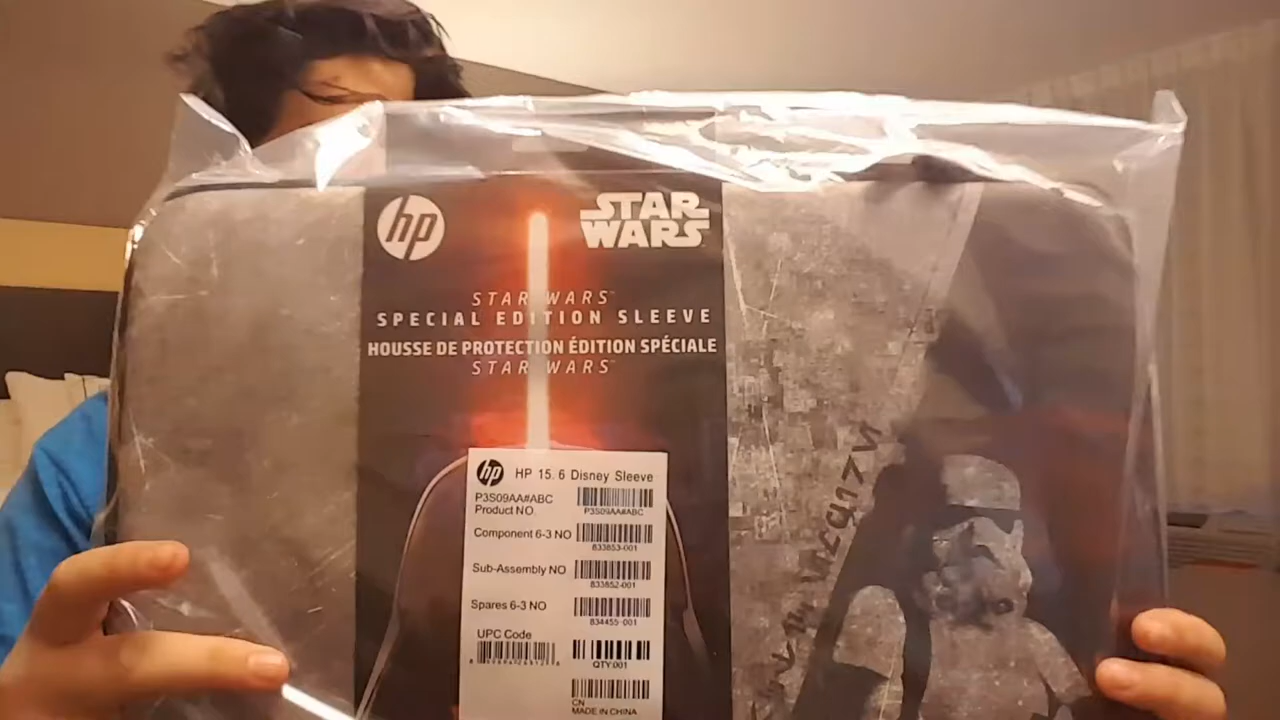 hp
STAR
WARS
STAR WARS™
SPECIAL EDITION SLEEVE
HOUSSE DE PROTECTION ÉDITION SPÉCIALE
STAR WARS™
hp HP 15.6 Disney Sleeve
P3S09AA#ABC
Product NO.
P3S09AA#ABC
Component 6-3 NO
833853-001
Sub-Assembly NO
833852-001
Spares 6-3 NO
834455-001
UPC Code
QTY:001
CN
MADE IN CHINA